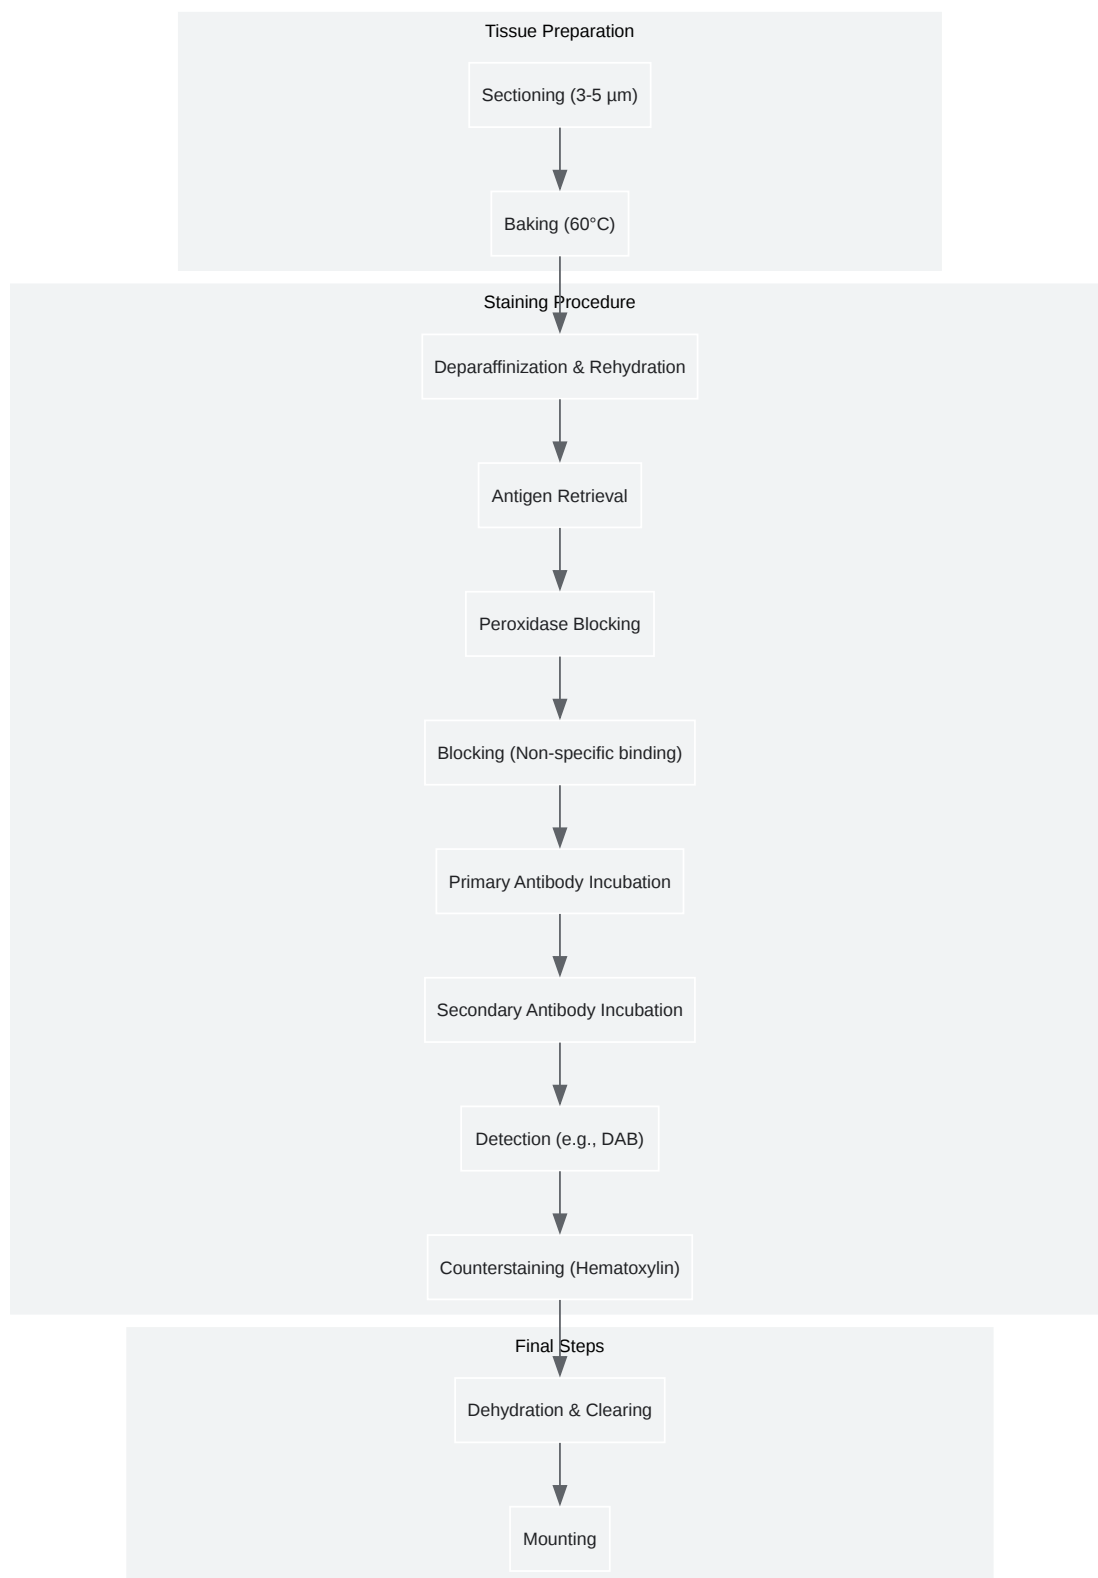 Tissue Preparation
Sectioning (3-5 µm)
Baking (60°C)
Staining Procedure
Deparaffinization & Rehydration
Antigen Retrieval
Peroxidase Blocking
Blocking (Non-specific binding)
Primary Antibody Incubation
Secondary Antibody Incubation
Detection (e.g., DAB)
Counterstaining (Hematoxylin)
Final Steps
Dehydration & Clearing
Mounting